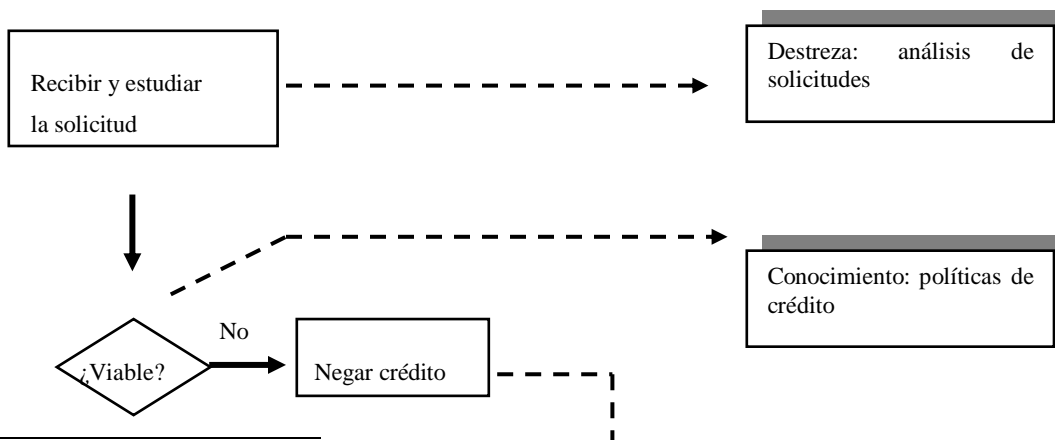 Recibir y estudiar
la solicitud
Destreza: análisis de
solicitudes
Conocimiento: políticas de
crédito
No
¿Viable?
Negar crédito